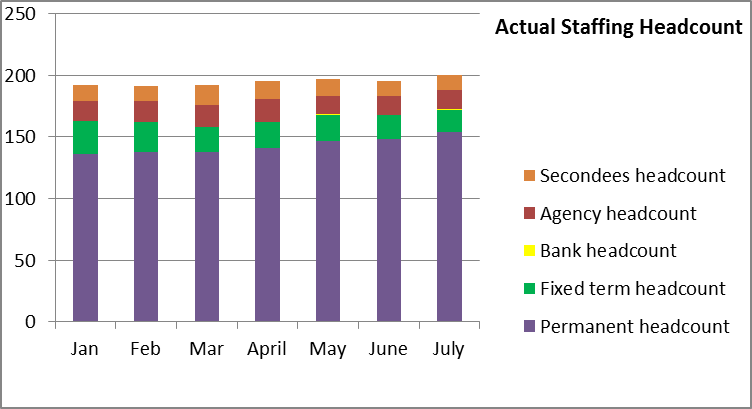 Actual Staffing Headcount
250
200
150
100
50
0
Jan Feb Mar April May June July
Secondees headcount
Agency headcount
Bank headcount
Fixed term headcount
Permanent headcount